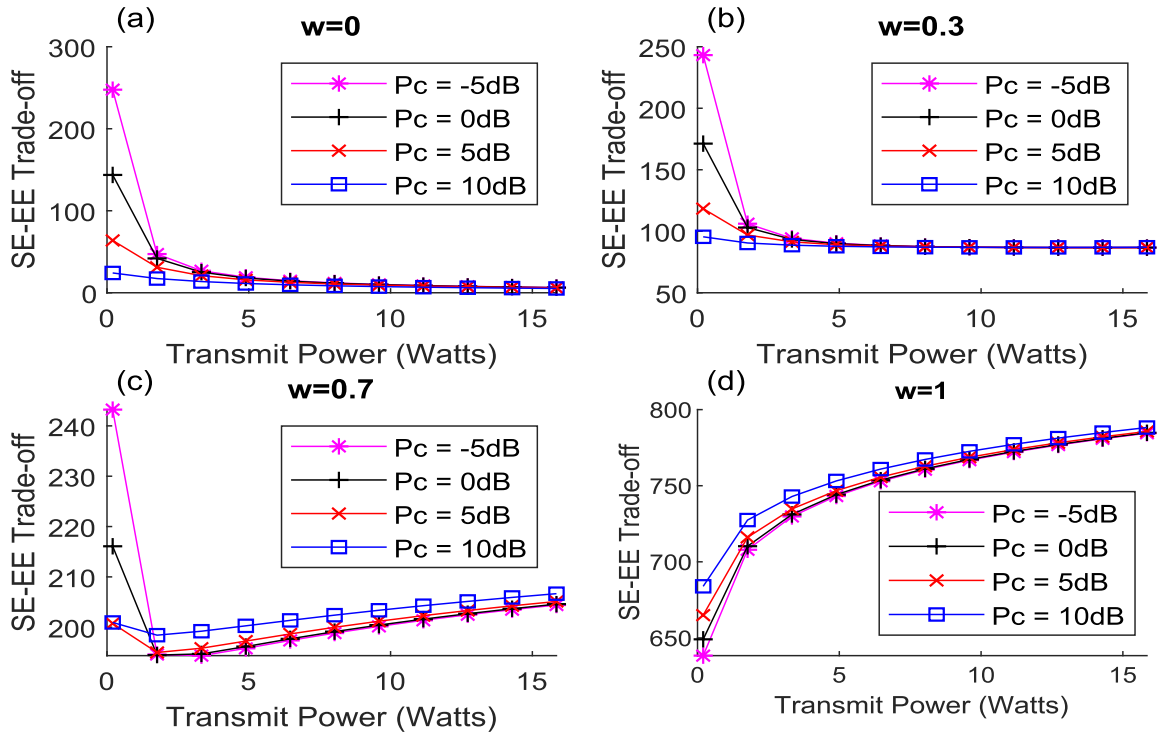 (a)
w=0
SE-EE Trade-off
300
200
100
0
Pc = -5dB
Pc = 0dB
Pc = 5dB
Pc = 10dB
0 5 10 15
Transmit Power (Watts)
(b)
w=0.3
SE-EE Trade-off
250
200
150
100
50
Pc = -5dB
Pc = 0dB
Pc = 5dB
Pc = 10dB
0 5 10 15
Transmit Power (Watts)
(c)
w=0.7
SE-EE Trade-off
240
230
220
210
200
Pc = -5dB
Pc = 0dB
Pc = 5dB
Pc = 10dB
0 5 10 15
Transmit Power (Watts)
(d)
w=1
SE-EE Trade-off
800
750
700
650
Pc = -5dB
Pc = 0dB
Pc = 5dB
Pc = 10dB
0 5 10 15
Transmit Power (Watts)